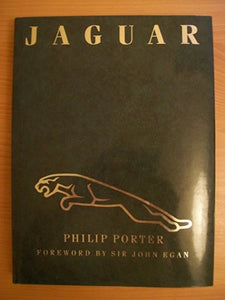 JAGUAR
PHILIP PORTER
FOREWORD BY SIR JOHN EGAN